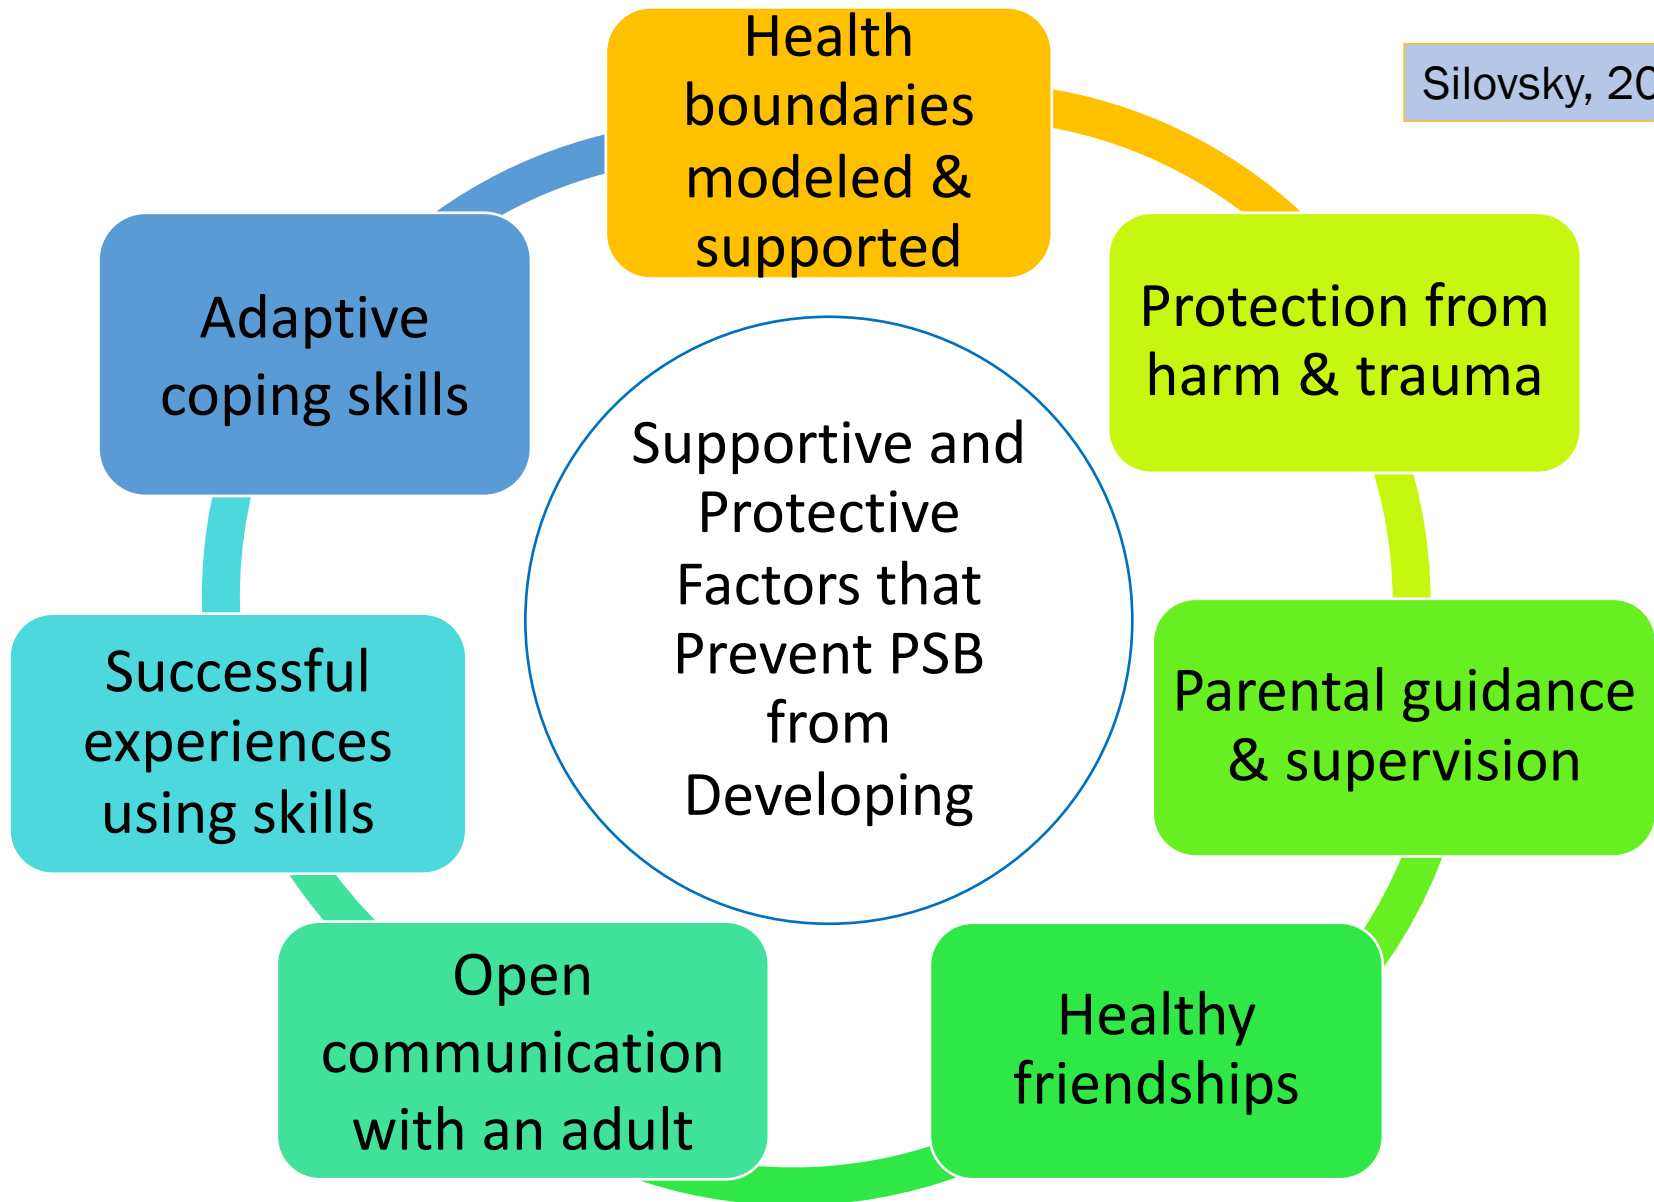 Health
boundaries
modeled &
supported
Silovsky, 20
Protection from
harm & trauma
Parental guidance
& supervision
Healthy
friendships
Open
communication
with an adult
Successful
experiences
using skills
Adaptive
coping skills
Supportive and
Protective
Factors that
Prevent PSB
from
Developing